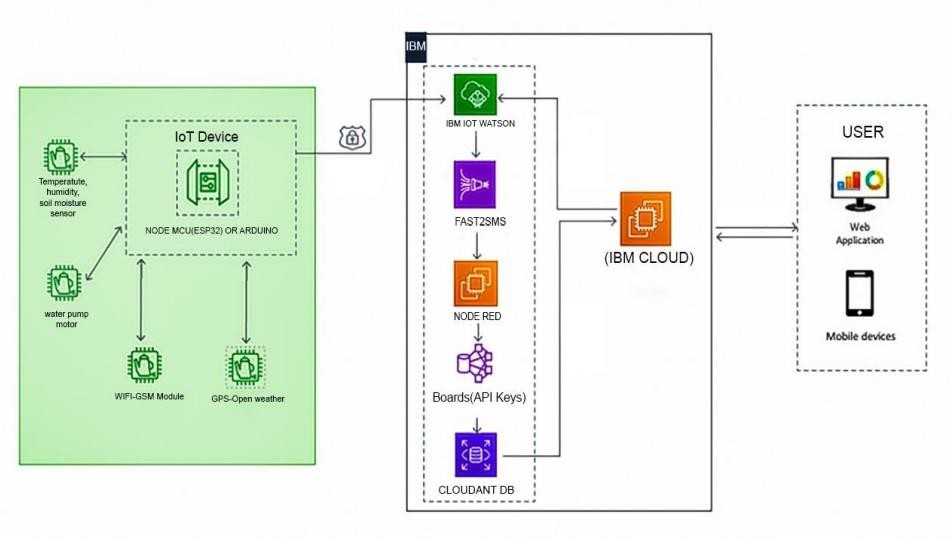 IBM
IBM IOT WATSON
IoT Device
USER
Temperatute,
humidity,
soil moisture
sensor
NODE MCU(ESP32) OR ARDUINO
FAST2SMS
Web
Application
(IBM CLOUD)
water pump
motor
NODE RED
Mobile devices
WIFI-GSM Module
GPS-Open weather
Boards(API Keys)
CLOUDANT DB